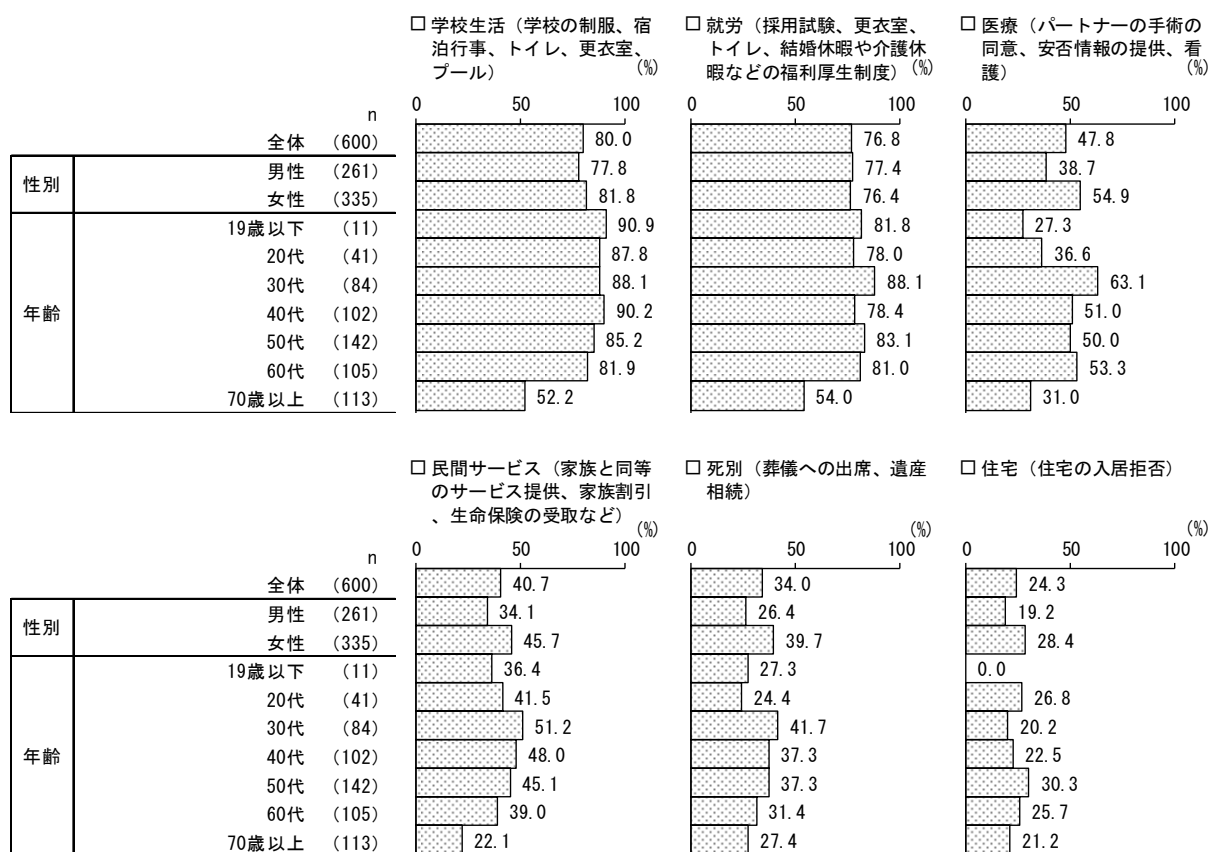 □ 学校生活（学校の制服、宿
泊行事、トイレ、更衣室、
プール） (%)
□ 就労（採用試験、更衣室、
トイレ、結婚休暇や介護休
暇などの福利厚生制度） (%)
□ 医療（パートナーの手術の
同意、安否情報の提供、看
護） (%)
n 0 50 100 0 50 100 0 50 100
全体 (600) 80.0 76.8 47.8
性別
男性 (261) 77.8 77.4 38.7
女性 (335) 81.8 76.4 54.9
年齢
19歳以下 (11) 90.9 81.8 27.3
20代 (41) 87.8 78.0 36.6
30代 (84) 88.1 88.1 63.1
40代 (102) 90.2 78.4 51.0
50代 (142) 85.2 83.1 50.0
60代 (105) 81.9 81.0 53.3
70歳以上 (113) 52.2 54.0 31.0
□ 民間サービス（家族と同等
のサービス提供、家族割引
、生命保険の受取など） (%)
□ 死別（葬儀への出席、遺産
相続） (%)
□ 住宅（住宅の入居拒否） (%)
n 0 50 100 0 50 100 0 50 100
全体 (600) 40.7 34.0 24.3
性別
男性 (261) 34.1 26.4 19.2
女性 (335) 45.7 39.7 28.4
年齢
19歳以下 (11) 36.4 27.3 0.0
20代 (41) 41.5 24.4 26.8
30代 (84) 51.2 41.7 20.2
40代 (102) 48.0 37.3 22.5
50代 (142) 45.1 37.3 30.3
60代 (105) 39.0 31.4 25.7
70歳以上 (113) 22.1 27.4 21.2